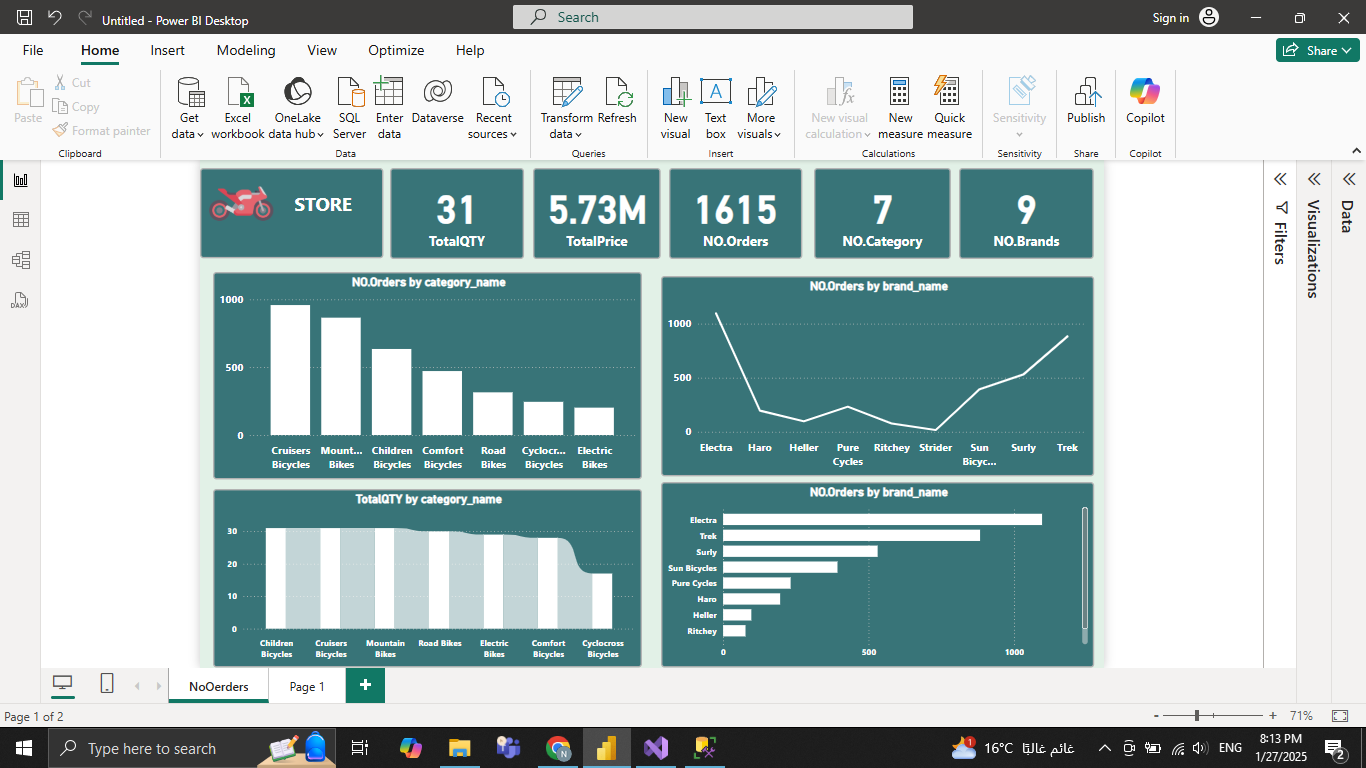 Untitled - Power BI Desktop
Search
Sign in
File Home Insert Modeling View Optimize Help
Share
Paste
Cut
Copy
Format painter
Get data
Excel workbook
OneLake data hub
SQL Server
Enter data
Dataverse
Recent sources
Transform data
Refresh
New visual
Text box
More visuals
New visual calculation
New measure
Quick measure
Sensitivity
Publish
Copilot
Clipboard
Data
Queries
Insert
Calculations
Sensitivity
Share
Copilot
STORE
31
TotalQTY
5.73M
TotalPrice
1615
NO.Orders
7
NO.Category
9
NO.Brands
Filters
Visualizations
Data
NO.Orders by category_name
1000
500
0
Cruisers Bicycles
Mount... Bikes
Children Bicycles
Comfort Bicycles
Road Bikes
Cyclocr... Bicycles
Electric Bikes
NO.Orders by brand_name
1000
500
0
Electra
Haro
Heller
Pure Cycles
Ritchey
Strider
Sun Bicyc...
Surly
Trek
TotalQTY by category_name
30
20
10
0
Children Bicycles
Cruisers Bicycles
Mountain Bikes
Road Bikes
Electric Bikes
Comfort Bicycles
Cyclocross Bicycles
NO.Orders by brand_name
Electra
Trek
Surly
Sun Bicycles
Pure Cycles
Haro
Heller
Ritchey
0 500 1000
DAX
NoOerders
Page 1
Page 1 of 2
- + 71%
Type here to search
1
16°C غائم غالبًا
ENG
8:13 PM
1/27/2025
2